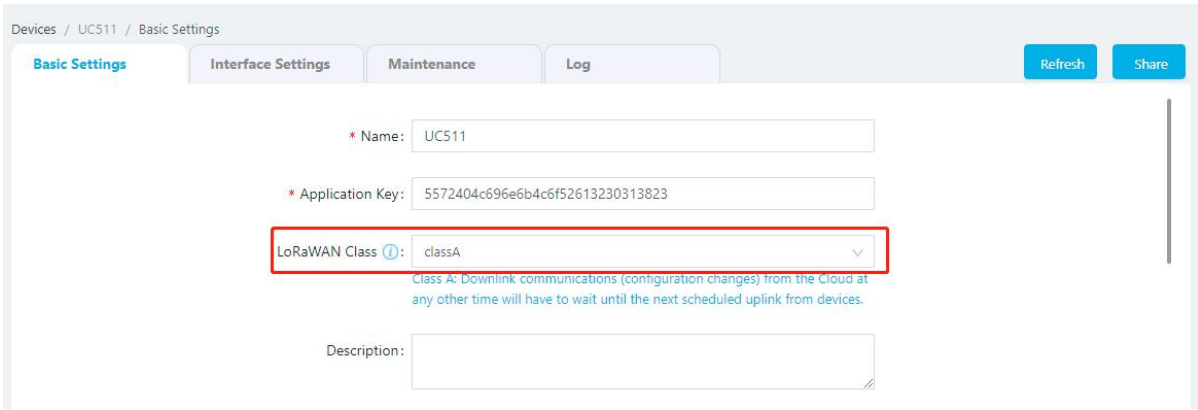 Devices / UC511 / Basic Settings
Basic Settings Interface Settings Maintenance Log Refresh Share
* Name: UC511
* Application Key: 5572404c696e6b4c6f52613230313823
LoRaWAN Class i : classA
Class A: Downlink communications (configuration changes) from the Cloud at
any other time will have to wait until the next scheduled uplink from devices.
Description: